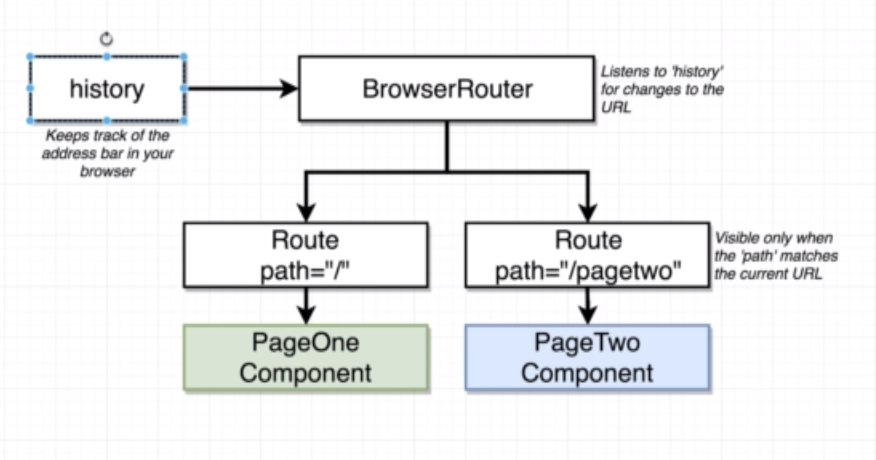 history
BrowserRouter
Listens to 'history'
for changes to the
URL
Keeps track of the
address bar in your
browser
Route
path="/"
Route
path="/pagetwo"
Visible only when
the 'path' matches
the current URL
PageOne
Component
PageTwo
Component